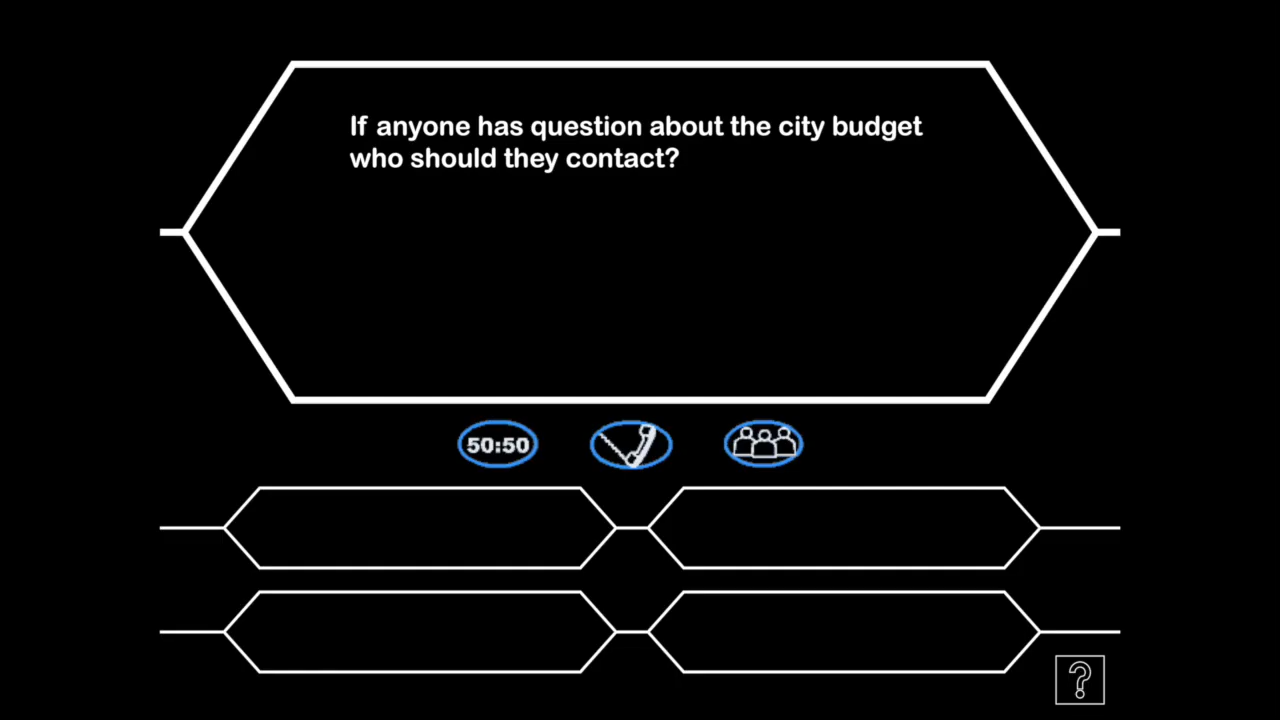 If anyone has question about the city budget
who should they contact?
50:50
?